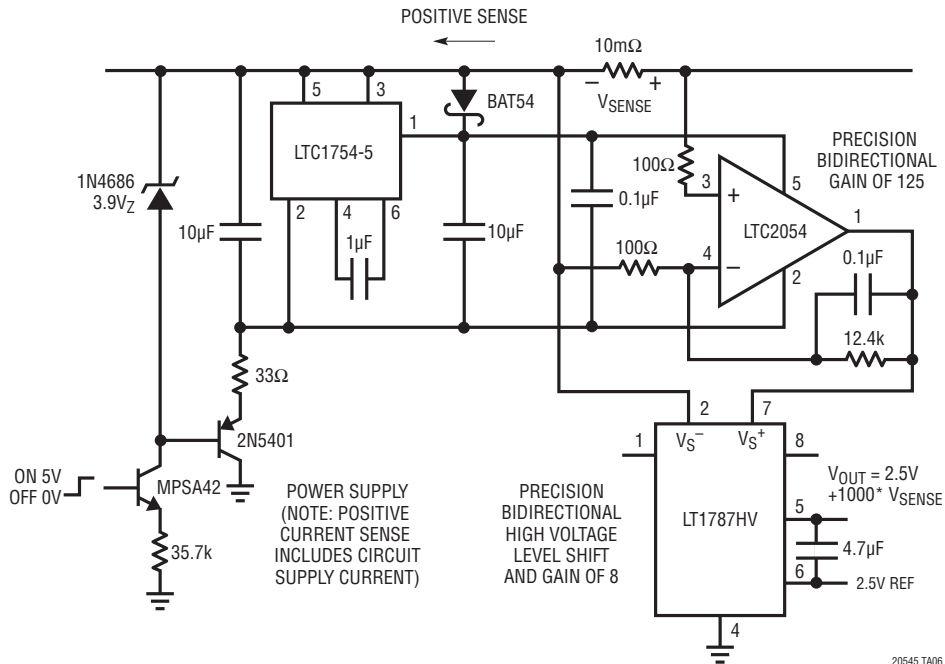 POSITIVE SENSE
10mΩ
–
+
VSENSE
5
3
BAT54
LTC1754-5
1
2
4
6
1N4686
3.9VZ
10µF
1µF
10µF
0.1µF
100Ω
3
+
5
PRECISION
BIDIRECTIONAL
GAIN OF 125
LTC2054
1
100Ω
4
–
2
0.1µF
12.4k
33Ω
2N5401
ON 5V
OFF 0V
MPSA42
35.7k
POWER SUPPLY
(NOTE: POSITIVE
CURRENT SENSE
INCLUDES CIRCUIT
SUPPLY CURRENT)
PRECISION
BIDIRECTIONAL
HIGH VOLTAGE
LEVEL SHIFT
AND GAIN OF 8
2
7
1
VS–
VS+
8
LT1787HV
VOUT = 2.5V
+1000* VSENSE
5
4.7µF
6
2.5V REF
4
20545 TA06